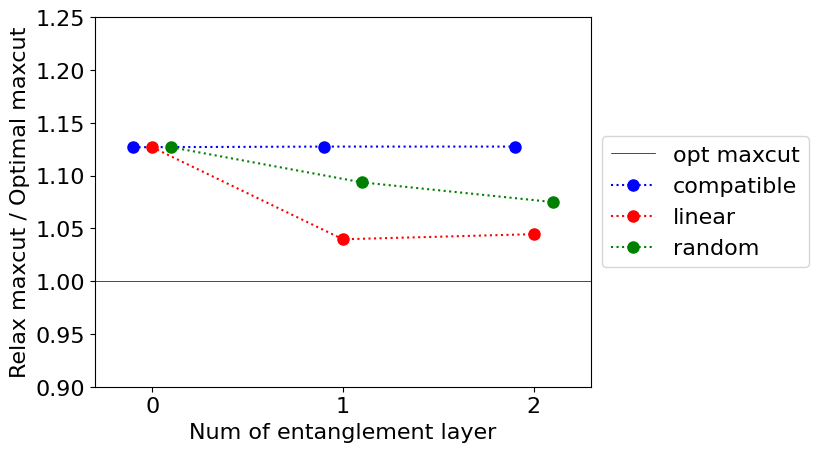 Relax maxcut / Optimal maxcut
1.25
1.20
1.15
1.10
1.05
1.00
0.95
0.90
0
1
2
Num of entanglement layer
opt maxcut
compatible
linear
random